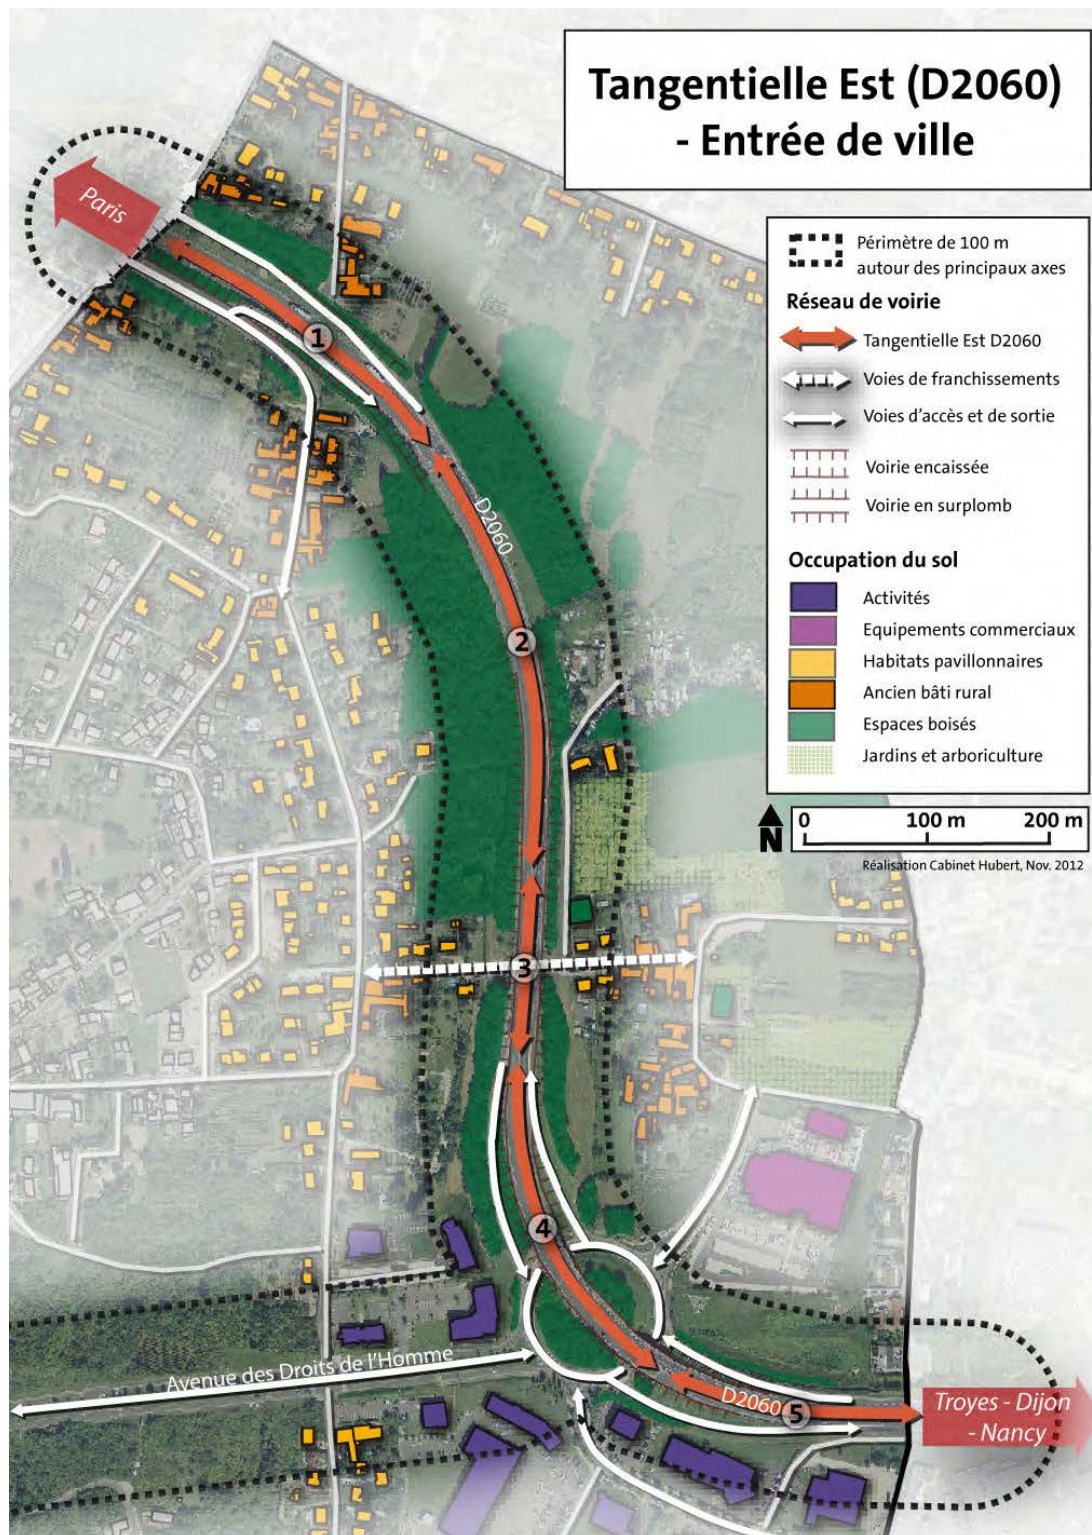 Tangentielle Est (D2060)
- Entrée de ville
Paris
Périmètre de 100 m
autour des principaux axes
Réseau de voirie
Tangentielle Est D2060
Voies de franchissements
Voies d'accès et de sortie
Voirie encaissée
Voirie en surplomb
Occupation du sol
Activités
Equipements commerciaux
Habitats pavillonnaires
Ancien bâti rural
Espaces boisés
Jardins et arboriculture
N
0 100 m 200 m
Réalisation Cabinet Hubert, Nov. 2012
1
D2060
2
3
4
Avenue des Droits de l'Homme
D2060
5
Troyes - Dijon
- Nancy